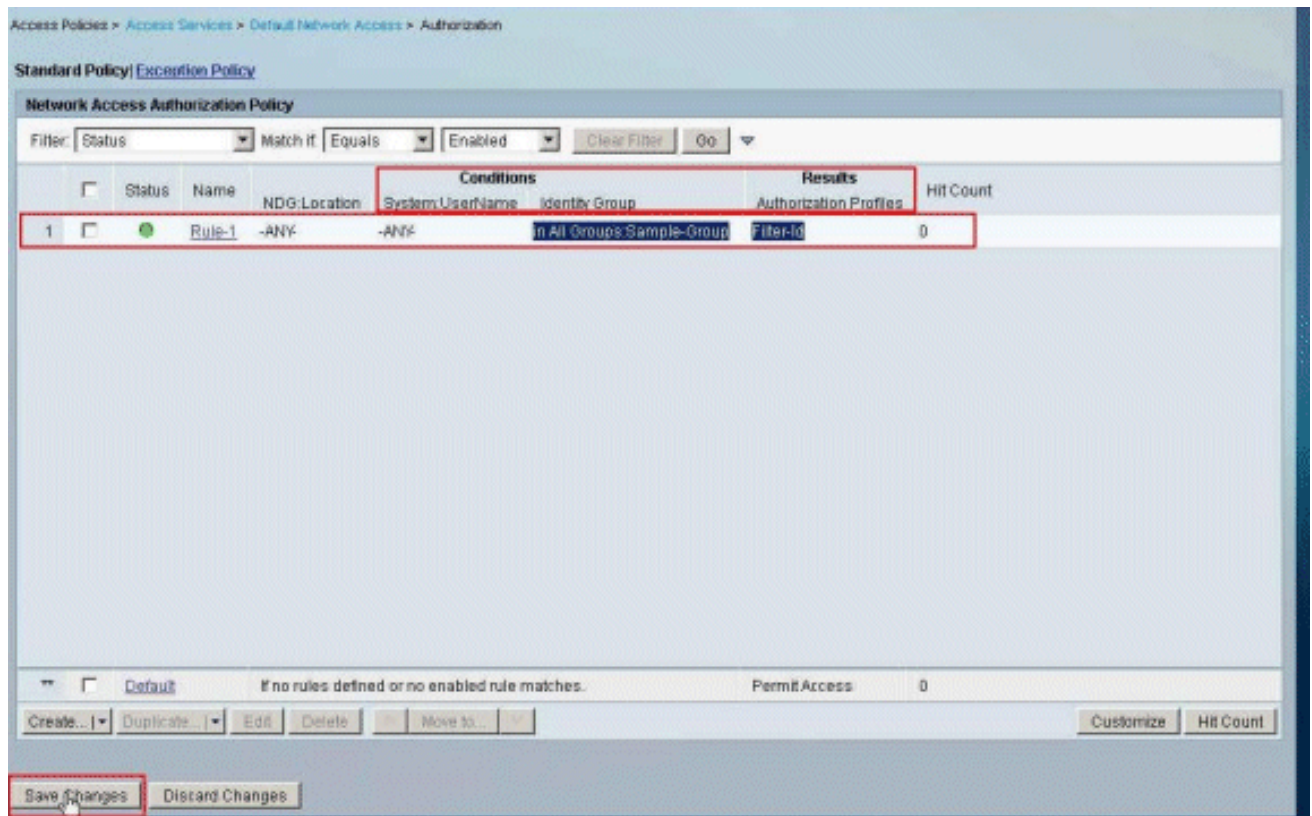 Access Policies > Access Services > Default Network Access > Authorization
Standard Policy| Exception Policy
Network Access Authorization Policy
Filter: Status Match if: Equals Enabled Clear Filter Go
Conditions Results
Status Name NDG:Location System:UserName Identity Group Authorization Profiles Hit Count
1 Rule-1 -ANY- -ANY- in All Groups:Sample-Group Filter-Id 0
** Default If no rules defined or no enabled rule matches. Permit Access 0
Create... Duplicate... Edit Delete Move to... Customize Hit Count
Save Changes Discard Changes